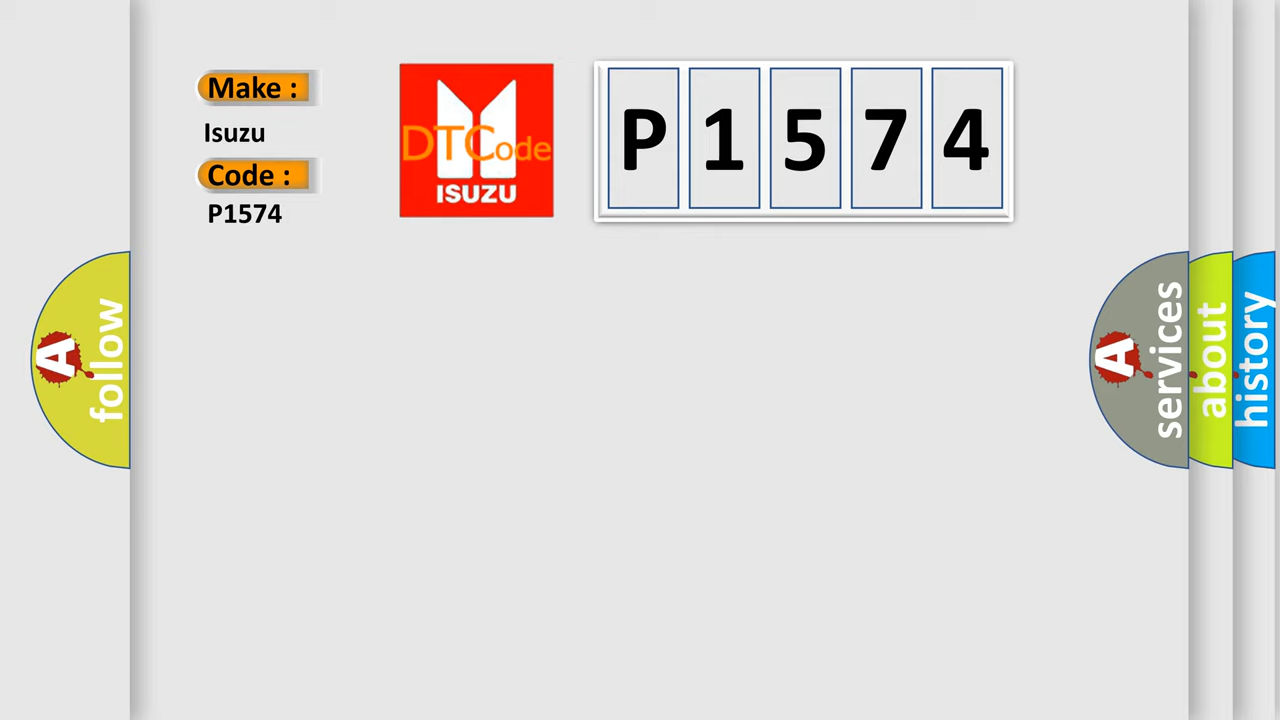 Make :
Isuzu
Code :
P1574
DTCode
ISUZU
P 1 5 7 4
A follow
A services
about
history